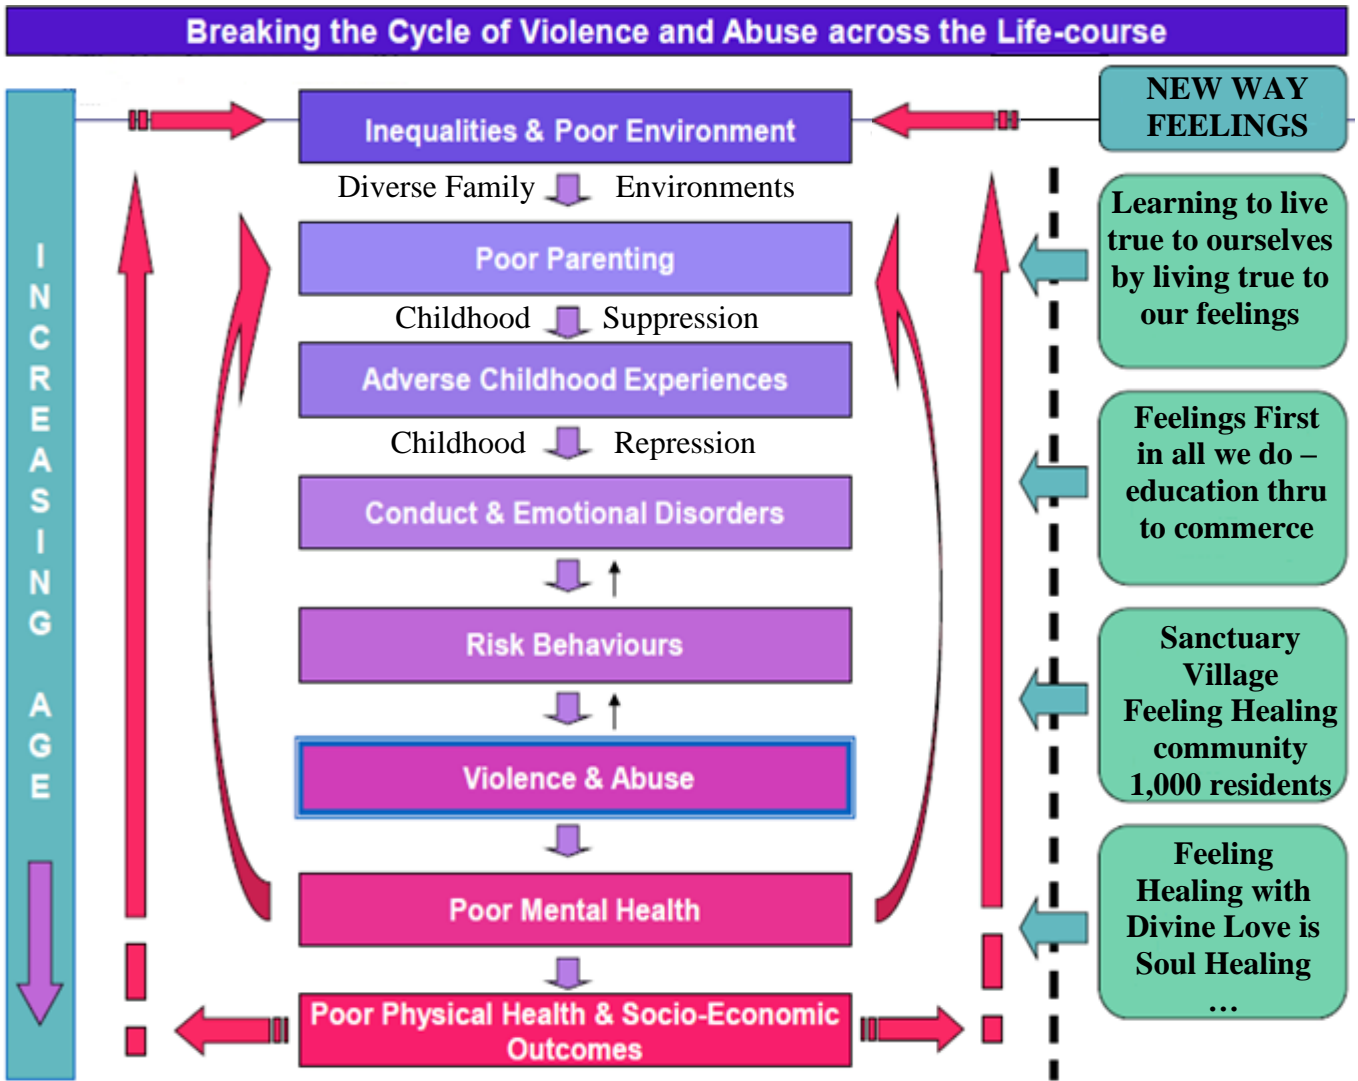 Breaking the Cycle of Violence and Abuse across the Life-course
INCREASING AGE
Inequalities & Poor Environment
Diverse Family Environments
Poor Parenting
Childhood Suppression
Adverse Childhood Experiences
Childhood Repression
Conduct & Emotional Disorders
Risk Behaviours
Violence & Abuse
Poor Mental Health
Poor Physical Health & Socio-Economic
Outcomes
NEW WAY
FEELINGS
Learning to live
true to ourselves
by living true to
our feelings
Feelings First
in all we do –
education thru
to commerce
Sanctuary
Village
Feeling Healing
community
1,000 residents
Feeling
Healing with
Divine Love is
Soul Healing
...